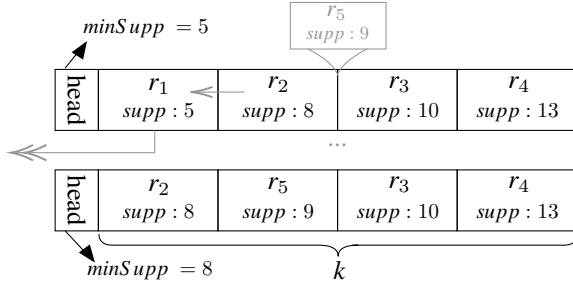 r5
supp : 9
minSupp = 5
head r1 r2 r3 r4
supp : 5 supp : 8 supp : 10 supp : 13
...
head r2 r5 r3 r4
supp : 8 supp : 9 supp : 10 supp : 13
minSupp = 8
k